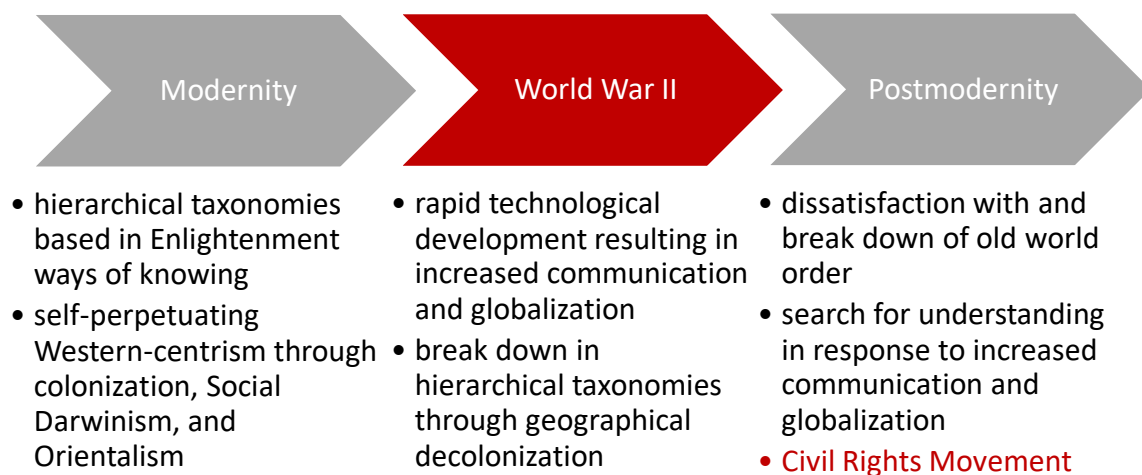 Modernity
• hierarchical taxonomies
based in Enlightenment
ways of knowing
• self-perpetuating
Western-centrism through
colonization, Social
Darwinism, and
Orientalism
World War II
• rapid technological
development resulting in
increased communication
and globalization
• break down in
hierarchical taxonomies
through geographical
decolonization
Postmodernity
• dissatisfaction with and
break down of old world
order
• search for understanding
in response to increased
communication and
globalization
• Civil Rights Movement